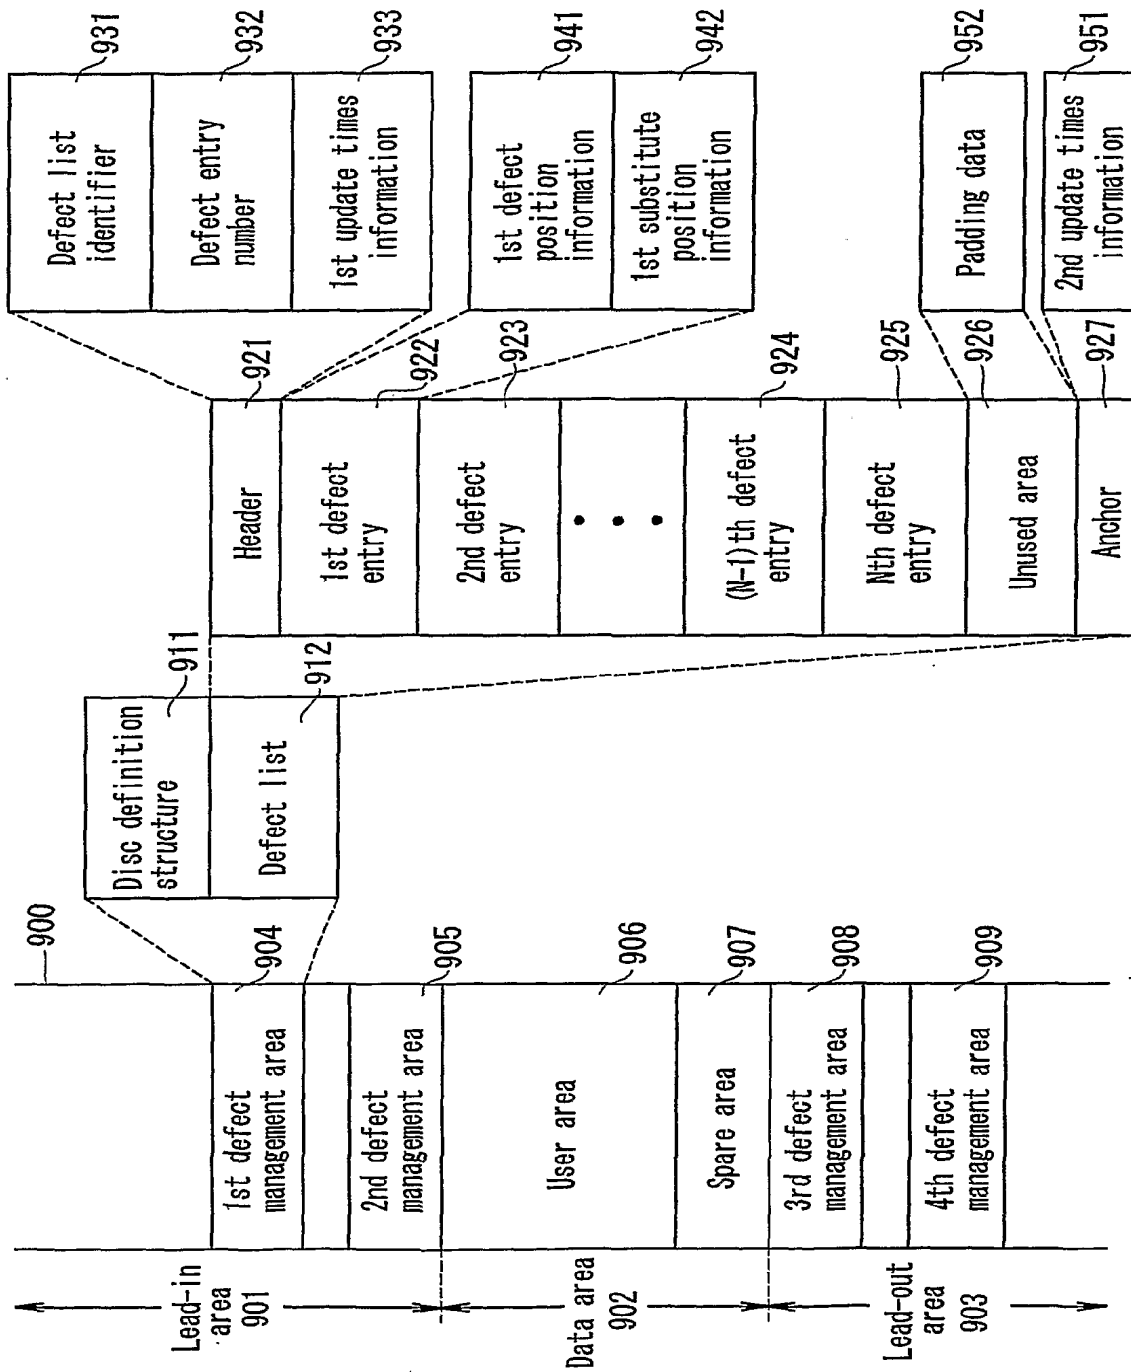 900
Lead-in
area
901
Data area
902
Lead-out
area
903
1st defect
management area
904
2nd defect
management area
905
User area
906
Spare area
907
3rd defect
management area
908
4th defect
management area
909
Disc definition
structure
911
Defect list
912
Header
921
1st defect
entry
922
2nd defect
entry
923
(N-1)th defect
entry
924
Nth defect
entry
925
Unused area
926
Anchor
927
Defect list
identifier
931
Defect entry
number
932
1st update times
information
933
1st defect
position
information
941
1st substitute
position
information
942
Padding data
952
2nd update times
information
951